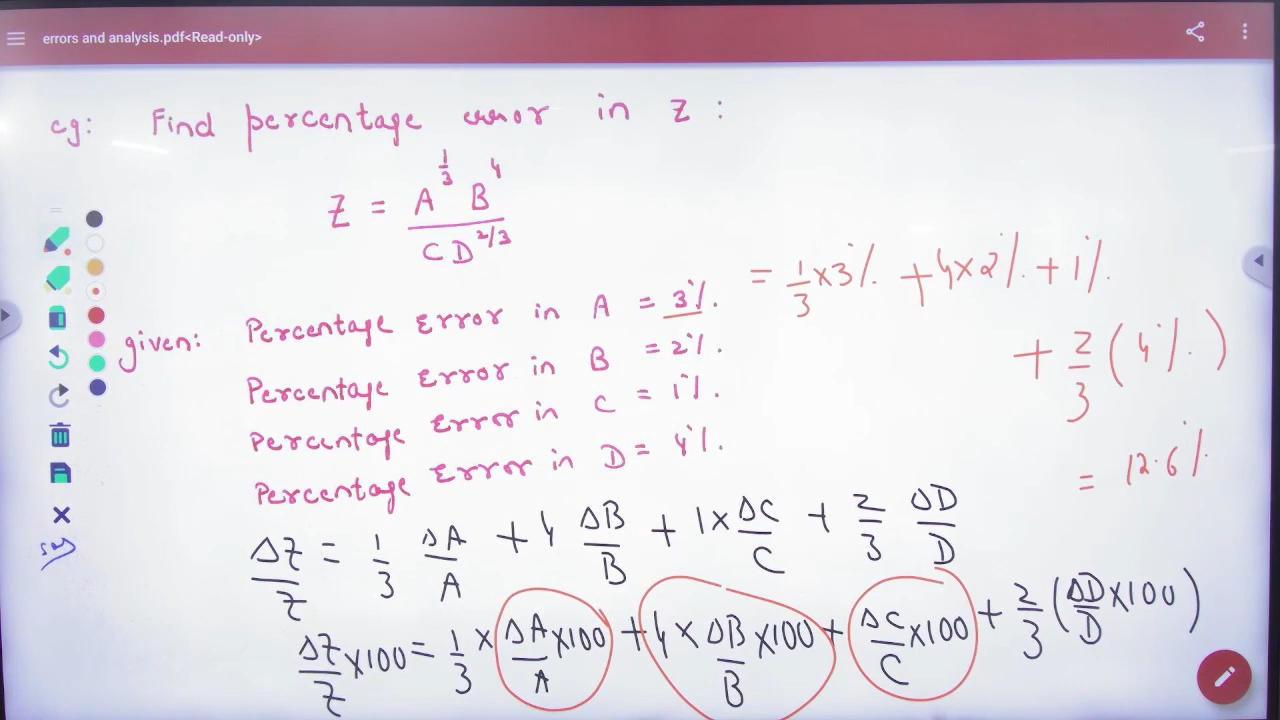 errors and analysis.pdf<Read-only>
eg: Find percentage error in Z :
Z = A^(1/3) B^4 / C D^(2/3)
given: Percentage Error in A = 3%.
Percentage Error in B = 2%.
Percentage Error in C = 1%.
Percentage Error in D = 4%.
= 1/3 × 3% + 4×2% + 1%
+ 2/3 (4%)
= 12.6%
ΔZ/Z = 1/3 ΔA/A + 4 ΔB/B + 1× ΔC/C + 2/3 ΔD/D
ΔZ/Z ×100 = 1/3 × ΔA/A ×100 + 4 × ΔB/B ×100 + ΔC/C ×100 + 2/3 (ΔD/D ×100)